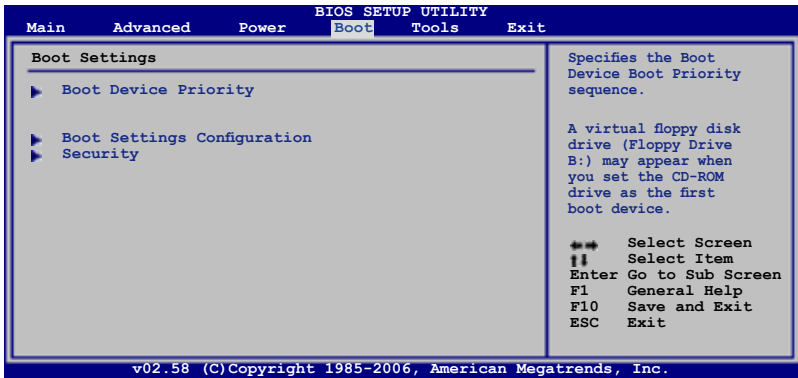 BIOS SETUP UTILITY
Main Advanced Power Boot Tools Exit
Boot Settings
Boot Device Priority
Boot Settings Configuration
Security
Specifies the Boot
Device Boot Priority
sequence.
A virtual floppy disk
drive (Floppy Drive
B:) may appear when
you set the CD-ROM
drive as the first
boot device.
Select Screen
Select Item
Enter Go to Sub Screen
F1 General Help
F10 Save and Exit
ESC Exit
v02.58 (C)Copyright 1985-2006, American Megatrends, Inc.